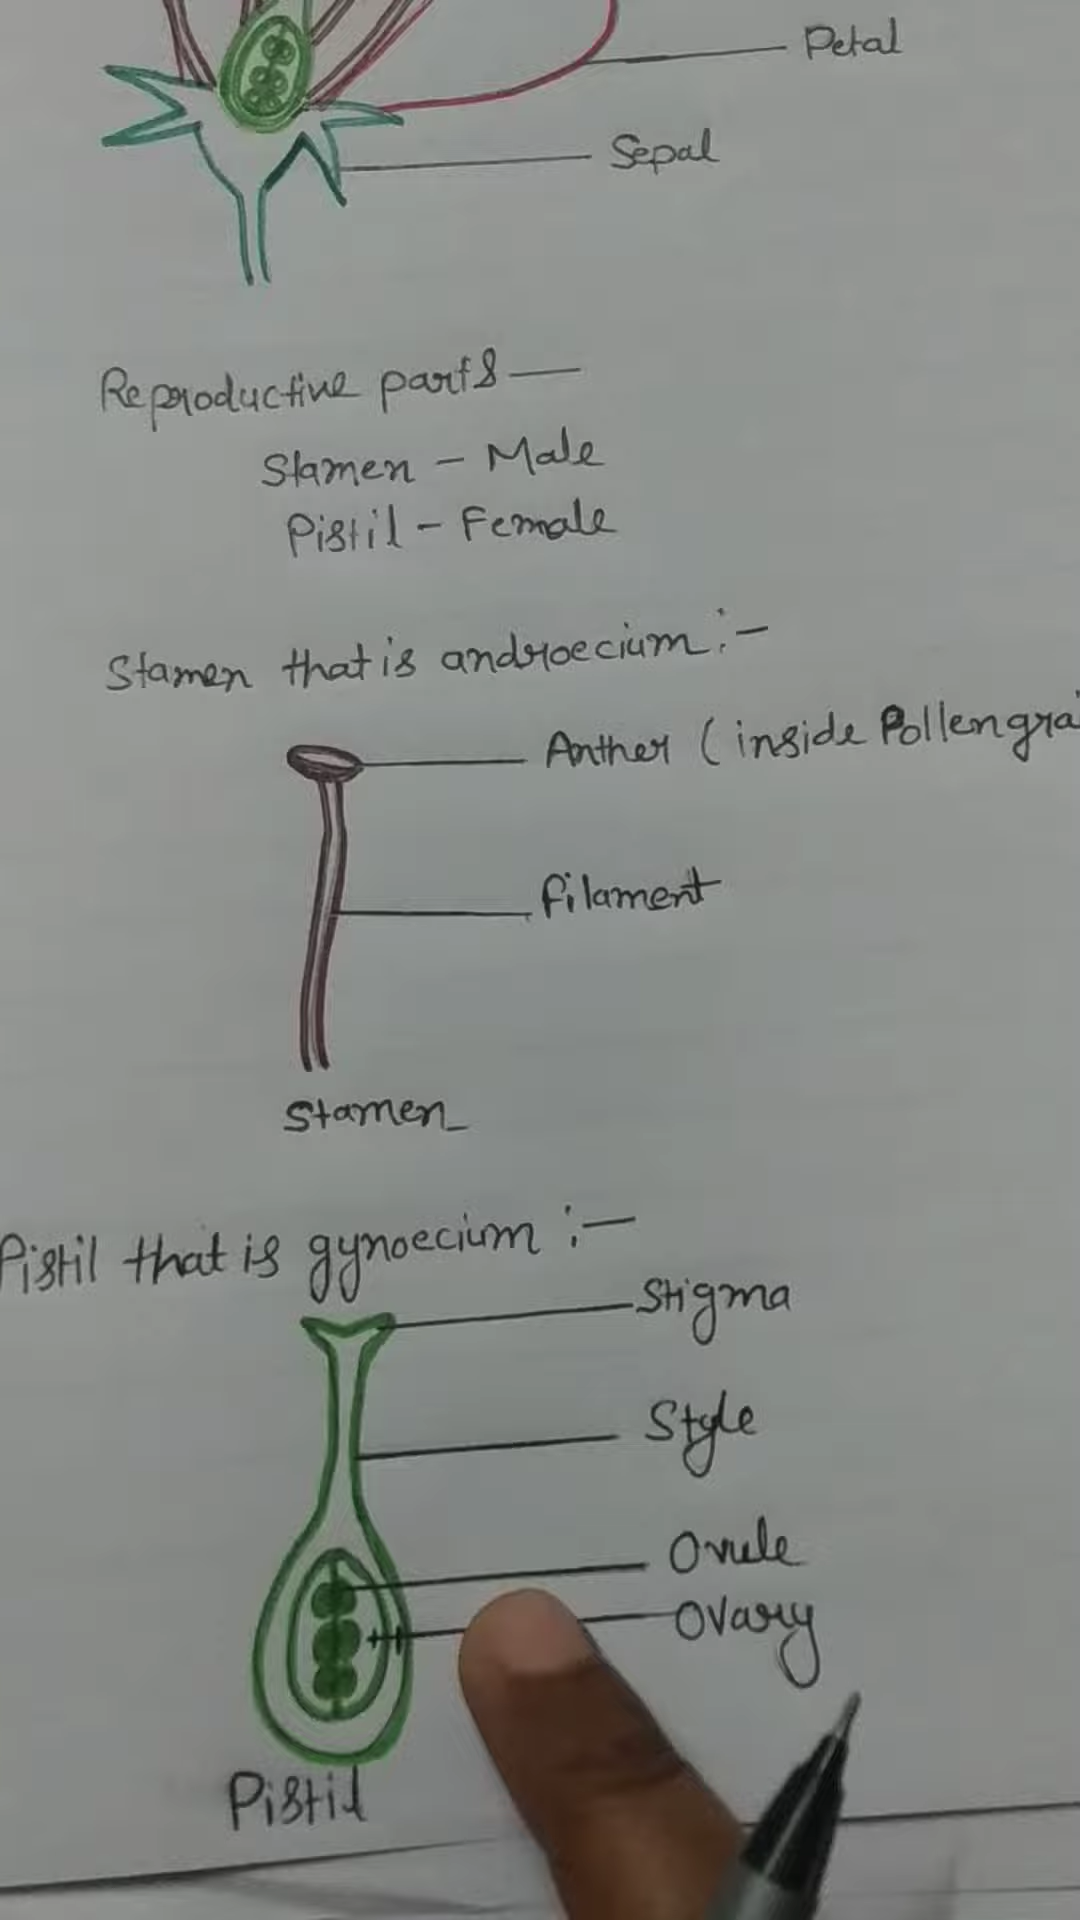 Petal
Sepal
Reproductive parts —
Stamen - Male
Pistil - Female
Stamen that is androecium :-
Anther ( inside Pollengrai
filament
Stamen
Pistil that is gynoecium :-
Stigma
Style
Ovule
Ovary
Pistil